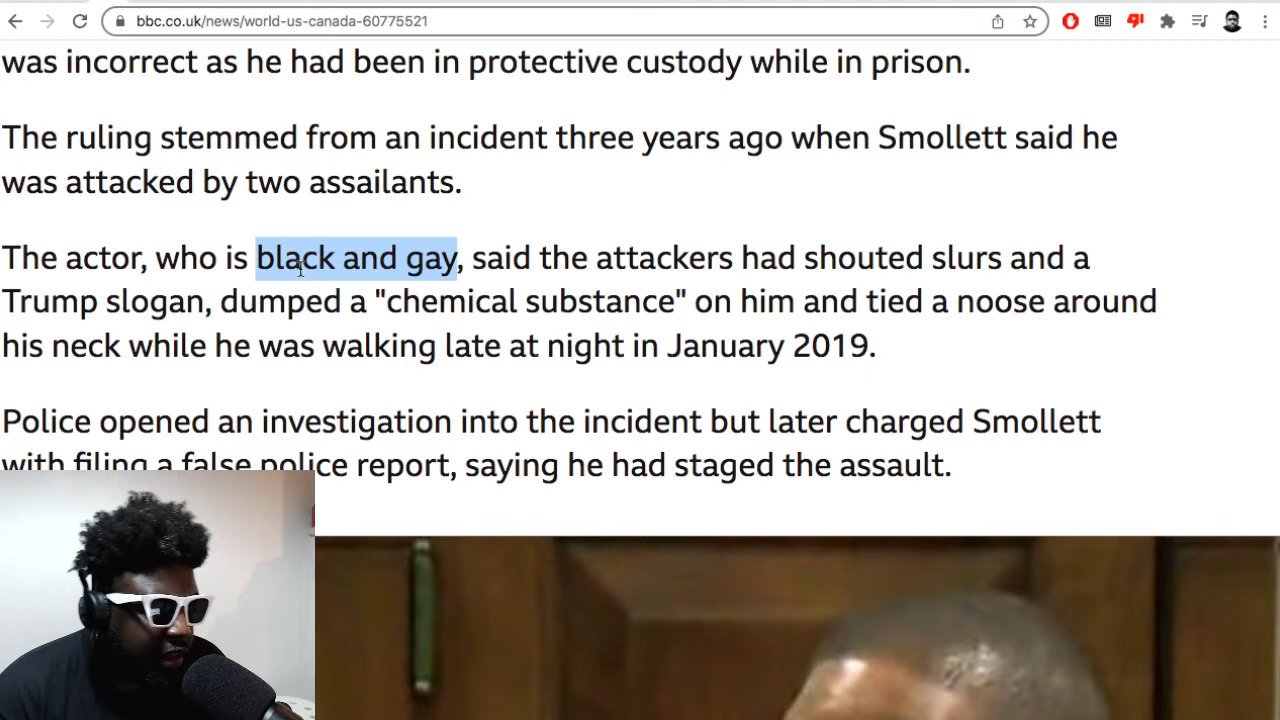 bbc.co.uk/news/world-us-canada-60775521
was incorrect as he had been in protective custody while in prison.
The ruling stemmed from an incident three years ago when Smollett said he
was attacked by two assailants.
The actor, who is black and gay, said the attackers had shouted slurs and a
Trump slogan, dumped a "chemical substance" on him and tied a noose around
his neck while he was walking late at night in January 2019.
Police opened an investigation into the incident but later charged Smollett
with filing a false police report, saying he had staged the assault.